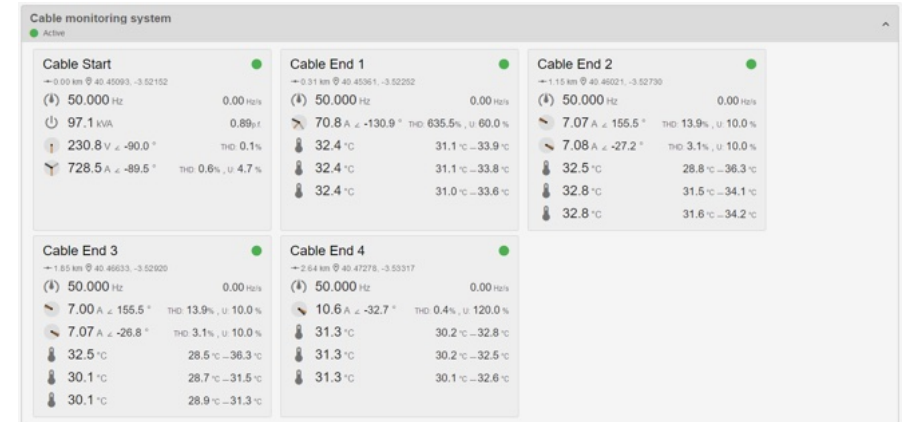 Cable monitoring system
Active
Cable Start
0.00 km 40.45093, -3.52152
50.000 Hz 0.00 Hz/s
97.1 kVA 0.89 p.f.
230.8 V ∠ -90.0 ° THD: 0.1 %
728.5 A ∠ -89.5 ° THD: 0.6 % , U: 4.7 %
Cable End 1
0.31 km 40.45361, -3.52252
50.000 Hz 0.00 Hz/s
70.8 A ∠ -130.9 ° THD: 635.5 % , U: 60.0 %
32.4 °C 31.1 °C ... 33.9 °C
32.4 °C 31.1 °C ... 33.8 °C
32.4 °C 31.0 °C ... 33.6 °C
Cable End 2
1.15 km 40.46021, -3.52730
50.000 Hz 0.00 Hz/s
7.07 A ∠ 155.5 ° THD: 13.9 % , U: 10.0 %
7.08 A ∠ -27.2 ° THD: 3.1 % , U: 10.0 %
32.5 °C 28.8 °C ... 36.3 °C
32.8 °C 31.5 °C ... 34.1 °C
32.8 °C 31.6 °C ... 34.2 °C
Cable End 3
1.85 km 40.46633, -3.52920
50.000 Hz 0.00 Hz/s
7.00 A ∠ 155.5 ° THD: 13.9 % , U: 10.0 %
7.07 A ∠ -26.8 ° THD: 3.1 % , U: 10.0 %
32.5 °C 28.5 °C ... 36.3 °C
30.1 °C 28.7 °C ... 31.5 °C
30.1 °C 28.9 °C ... 31.3 °C
Cable End 4
2.64 km 40.47278, -3.53317
50.000 Hz 0.00 Hz/s
10.6 A ∠ -32.7 ° THD: 0.4 % , U: 120.0 %
31.3 °C 30.2 °C ... 32.8 °C
31.3 °C 30.2 °C ... 32.5 °C
31.3 °C 30.1 °C ... 32.6 °C